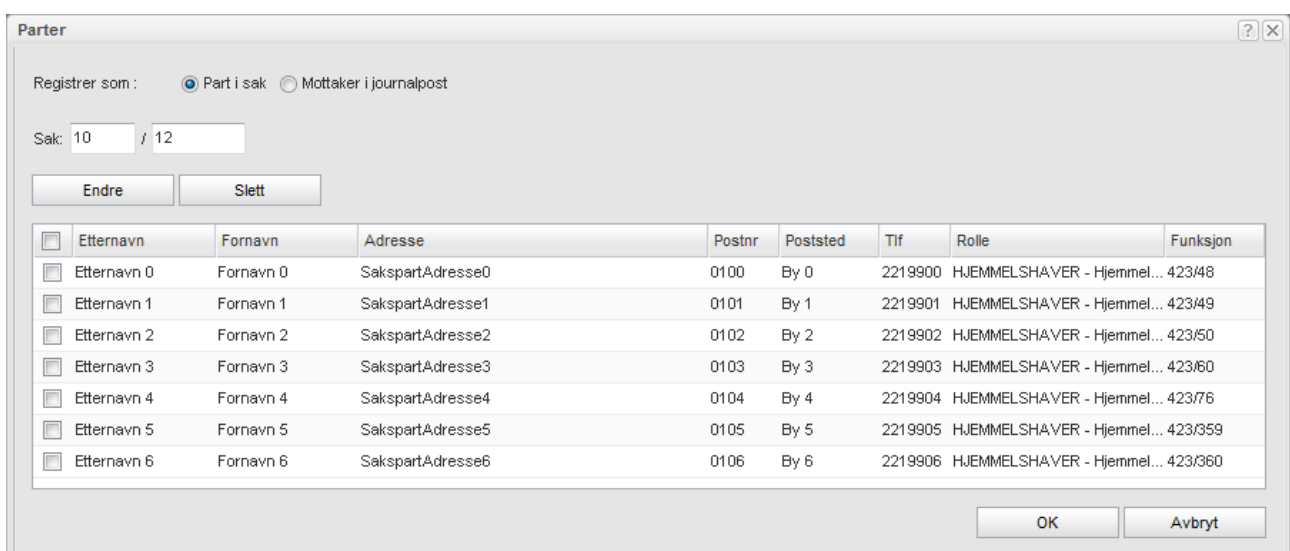 Parter ?
Registrer som : Part i sak Mottaker i journalpost
Sak: 10 / 12
Endre Slett
Etternavn Fornavn Adresse Postnr Poststed Tlf Rolle Funksjon
Etternavn 0 Fornavn 0 SakspartAdresse0 0100 By 0 2219900 HJEMMELSHAVER - Hjemmel... 423/48
Etternavn 1 Fornavn 1 SakspartAdresse1 0101 By 1 2219901 HJEMMELSHAVER - Hjemmel... 423/49
Etternavn 2 Fornavn 2 SakspartAdresse2 0102 By 2 2219902 HJEMMELSHAVER - Hjemmel... 423/50
Etternavn 3 Fornavn 3 SakspartAdresse3 0103 By 3 2219903 HJEMMELSHAVER - Hjemmel... 423/60
Etternavn 4 Fornavn 4 SakspartAdresse4 0104 By 4 2219904 HJEMMELSHAVER - Hjemmel... 423/76
Etternavn 5 Fornavn 5 SakspartAdresse5 0105 By 5 2219905 HJEMMELSHAVER - Hjemmel... 423/359
Etternavn 6 Fornavn 6 SakspartAdresse6 0106 By 6 2219906 HJEMMELSHAVER - Hjemmel... 423/360
OK Avbryt